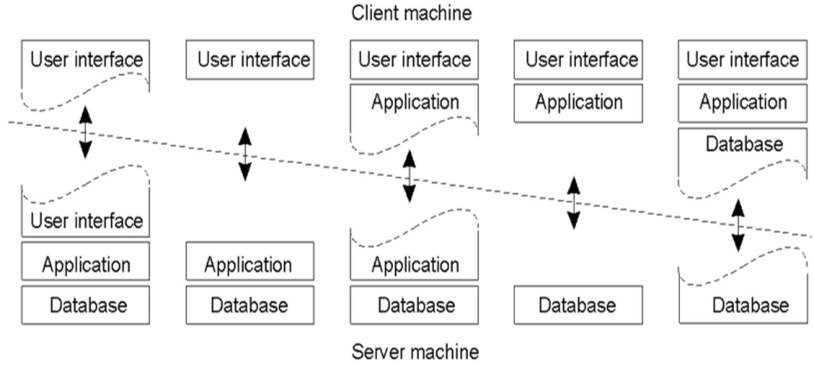 Client machine
User interface User interface User interface User interface User interface
Application Application Application
Database
User interface
Application Application Application
Database Database Database Database Database
Server machine